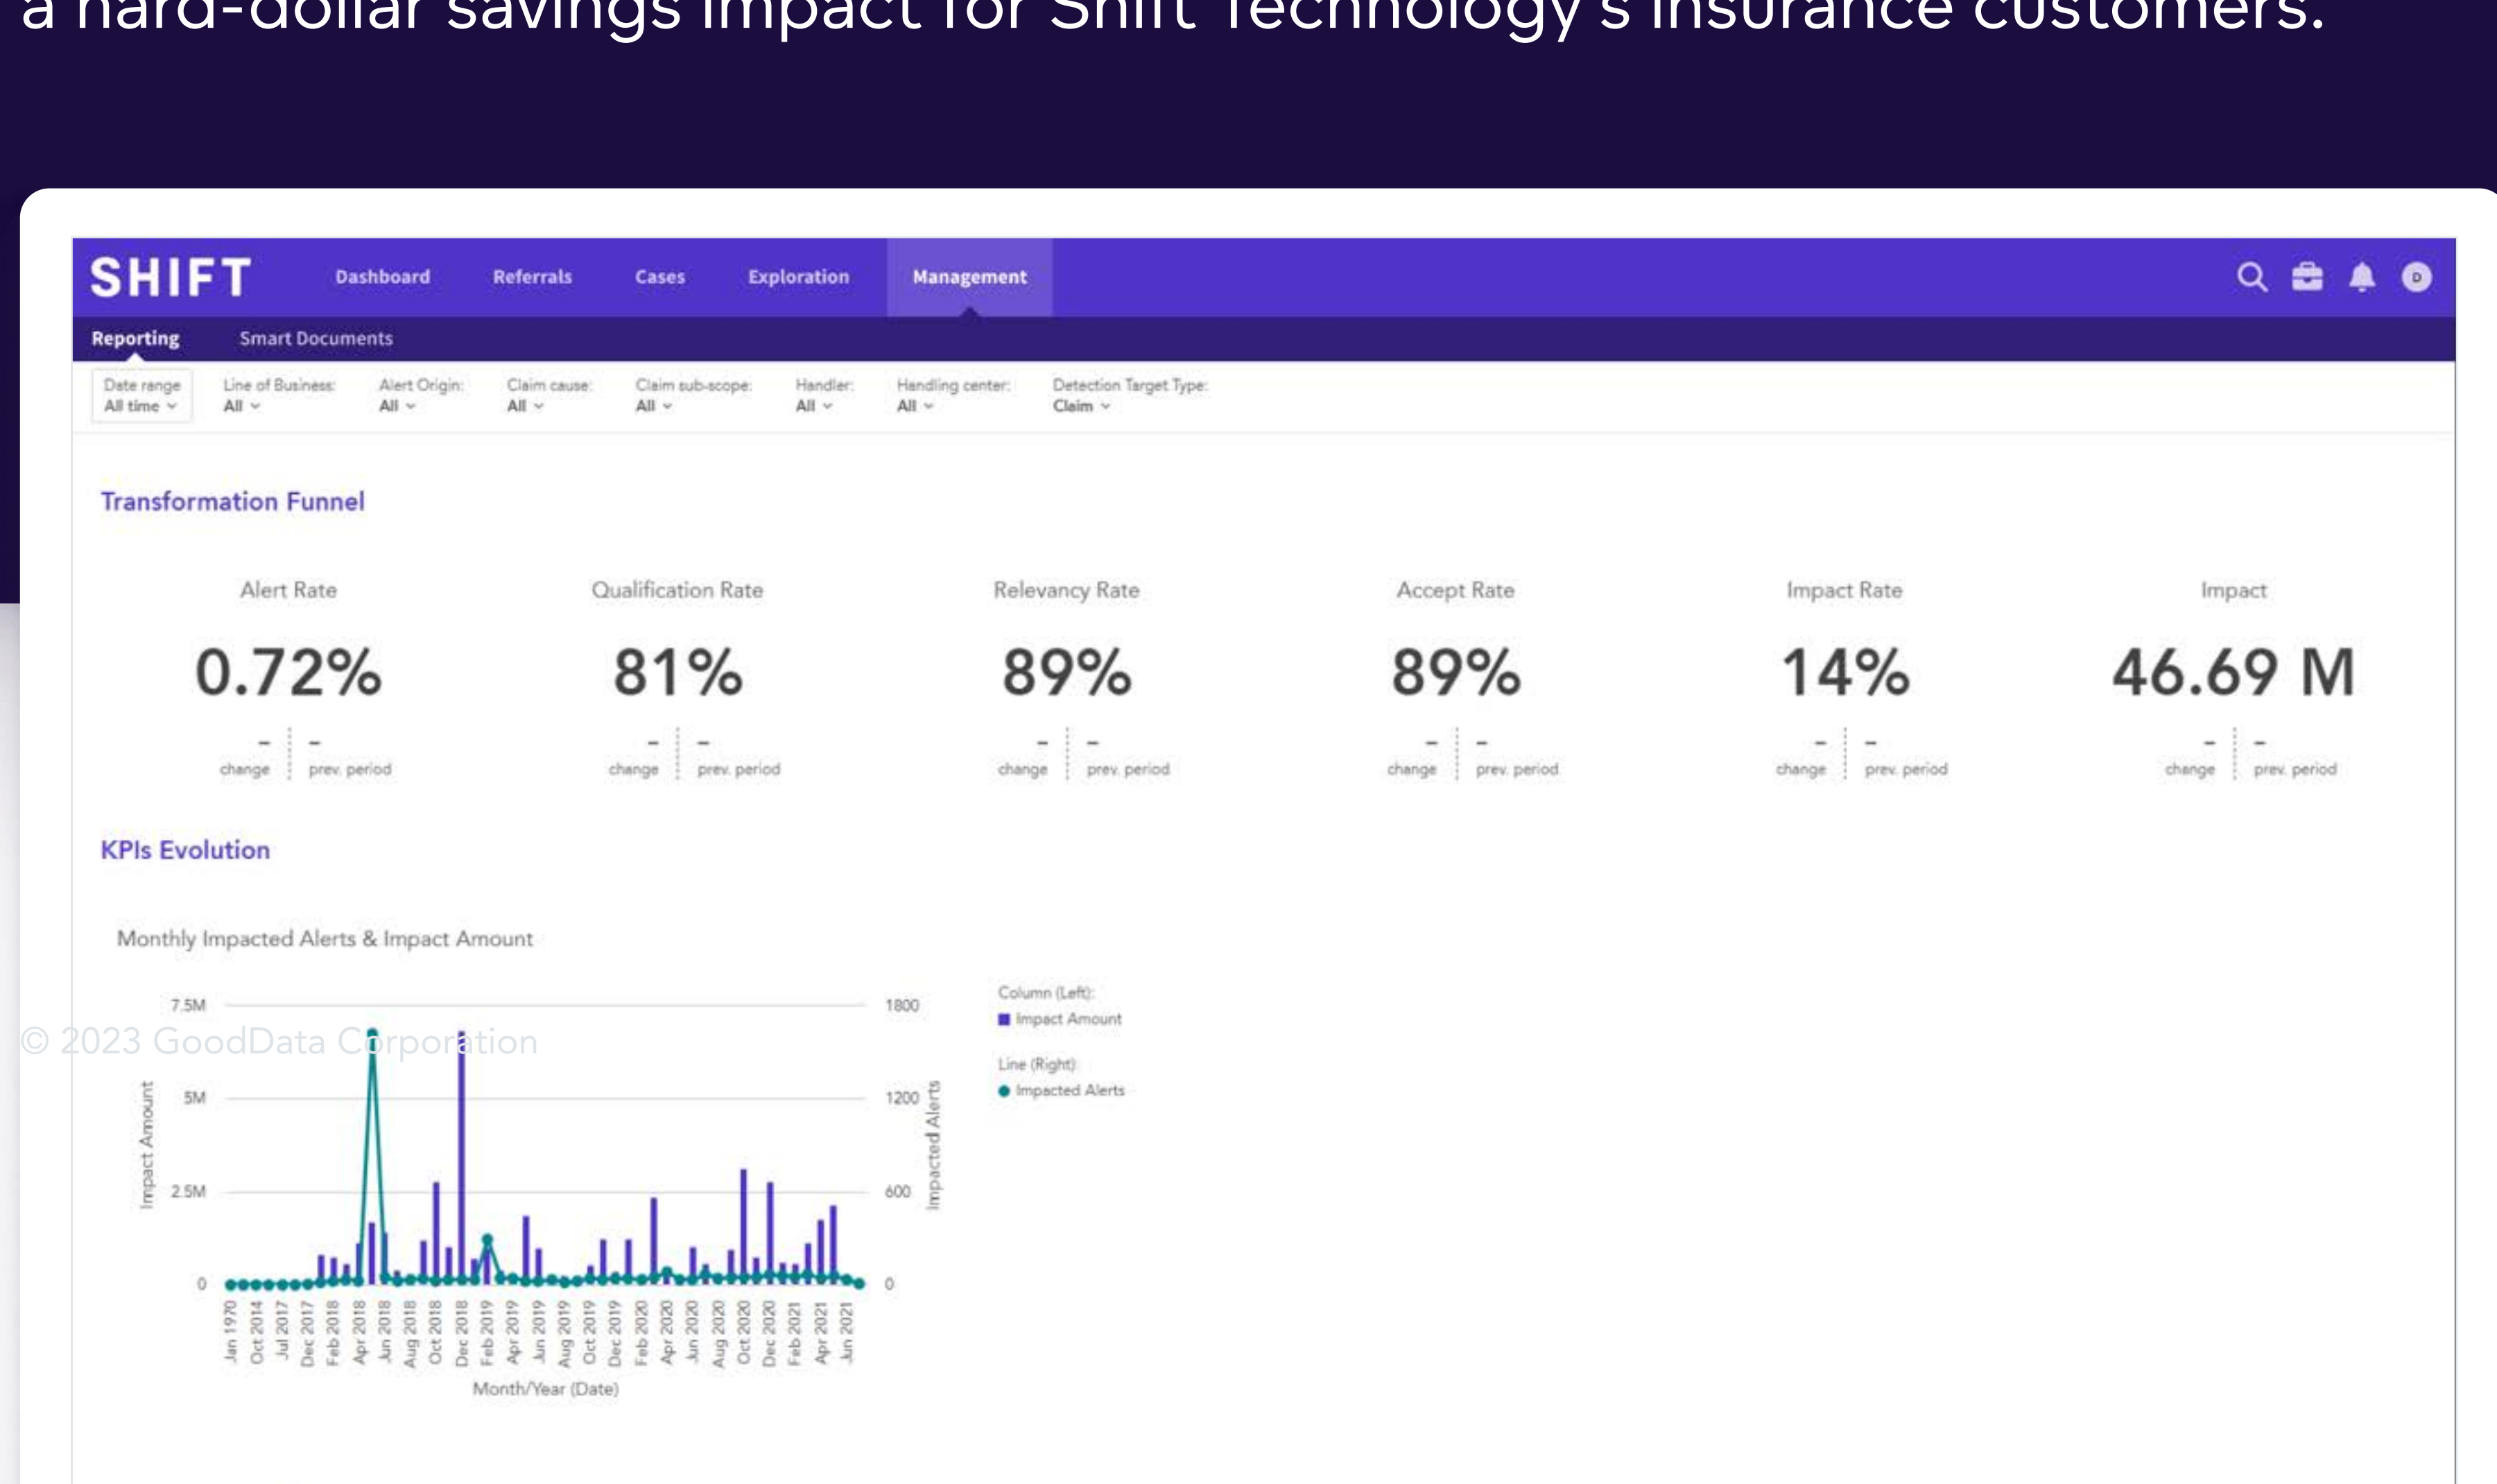 a hard-dollar savings impact for Shift Technology's insurance customers.
SHIFT Dashboard Referrals Cases Exploration Management D
Reporting Smart Documents
Date range Line of Business: Alert Origin: Claim cause: Claim sub-scope: Handler: Handling center: Detection Target Type:
All time All All All All All All Claim
Transformation Funnel
Alert Rate Qualification Rate Relevancy Rate Accept Rate Impact Rate Impact
0.72% 81% 89% 89% 14% 46.69 M
– – – – – – – – – – – –
change prev. period change prev. period change prev. period change prev. period change prev. period change prev. period
KPIs Evolution
Monthly Impacted Alerts & Impact Amount
7.5M 1800
5M 1200
2.5M 600
0 0
Impact Amount
Impacted Alerts
Column (Left):
Impact Amount
Line (Right):
Impacted Alerts
© 2023 GoodData Corporation
Jan 1970 Oct 2014 Jul 2017 Dec 2017 Feb 2018 Apr 2018 Jun 2018 Aug 2018 Oct 2018 Dec 2018 Feb 2019 Apr 2019 Jun 2019 Aug 2019 Oct 2019 Dec 2019 Feb 2020 Apr 2020 Jun 2020 Aug 2020 Oct 2020 Dec 2020 Feb 2021 Apr 2021 Jun 2021
Month/Year (Date)